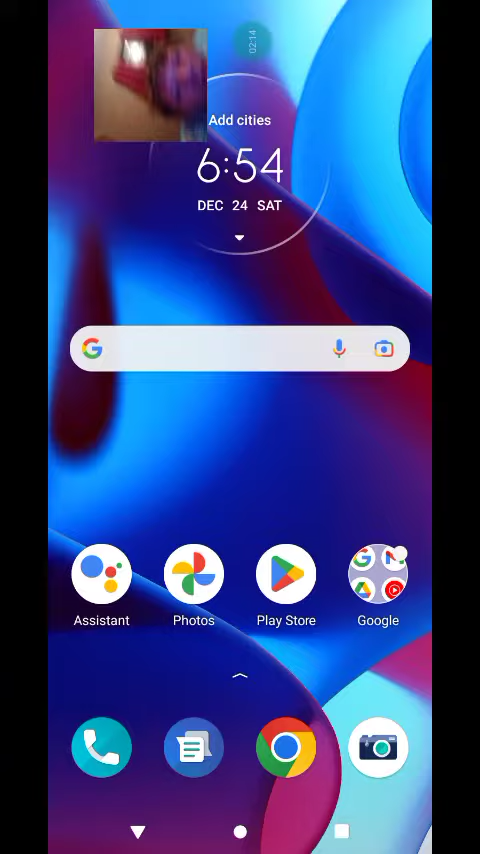 02:14
Add cities
6:54
DEC 24 SAT
Assistant
Photos
Play Store
Google